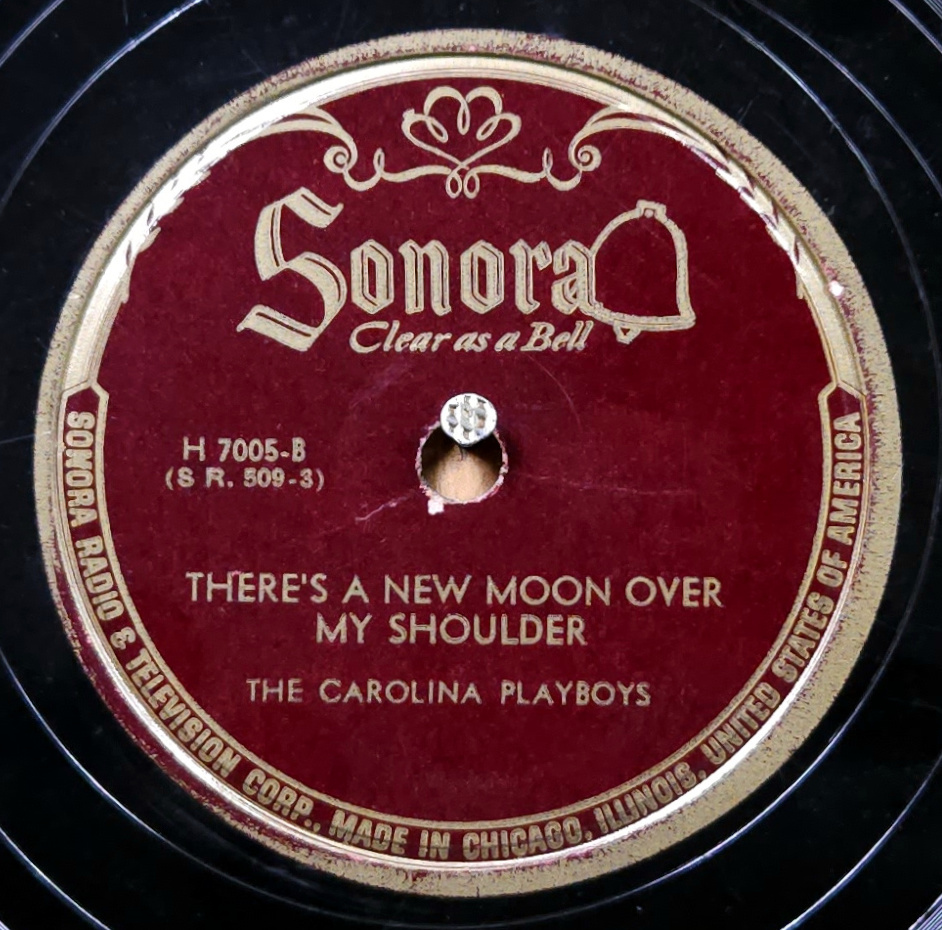 Sonora
Clear as a Bell
H 7005-B
(S R. 509-3)
THERE'S A NEW MOON OVER
MY SHOULDER
THE CAROLINA PLAYBOYS
SONORA RADIO & TELEVISION CORP., MADE IN CHICAGO, ILLINOIS, UNITED STATES OF AMERICA